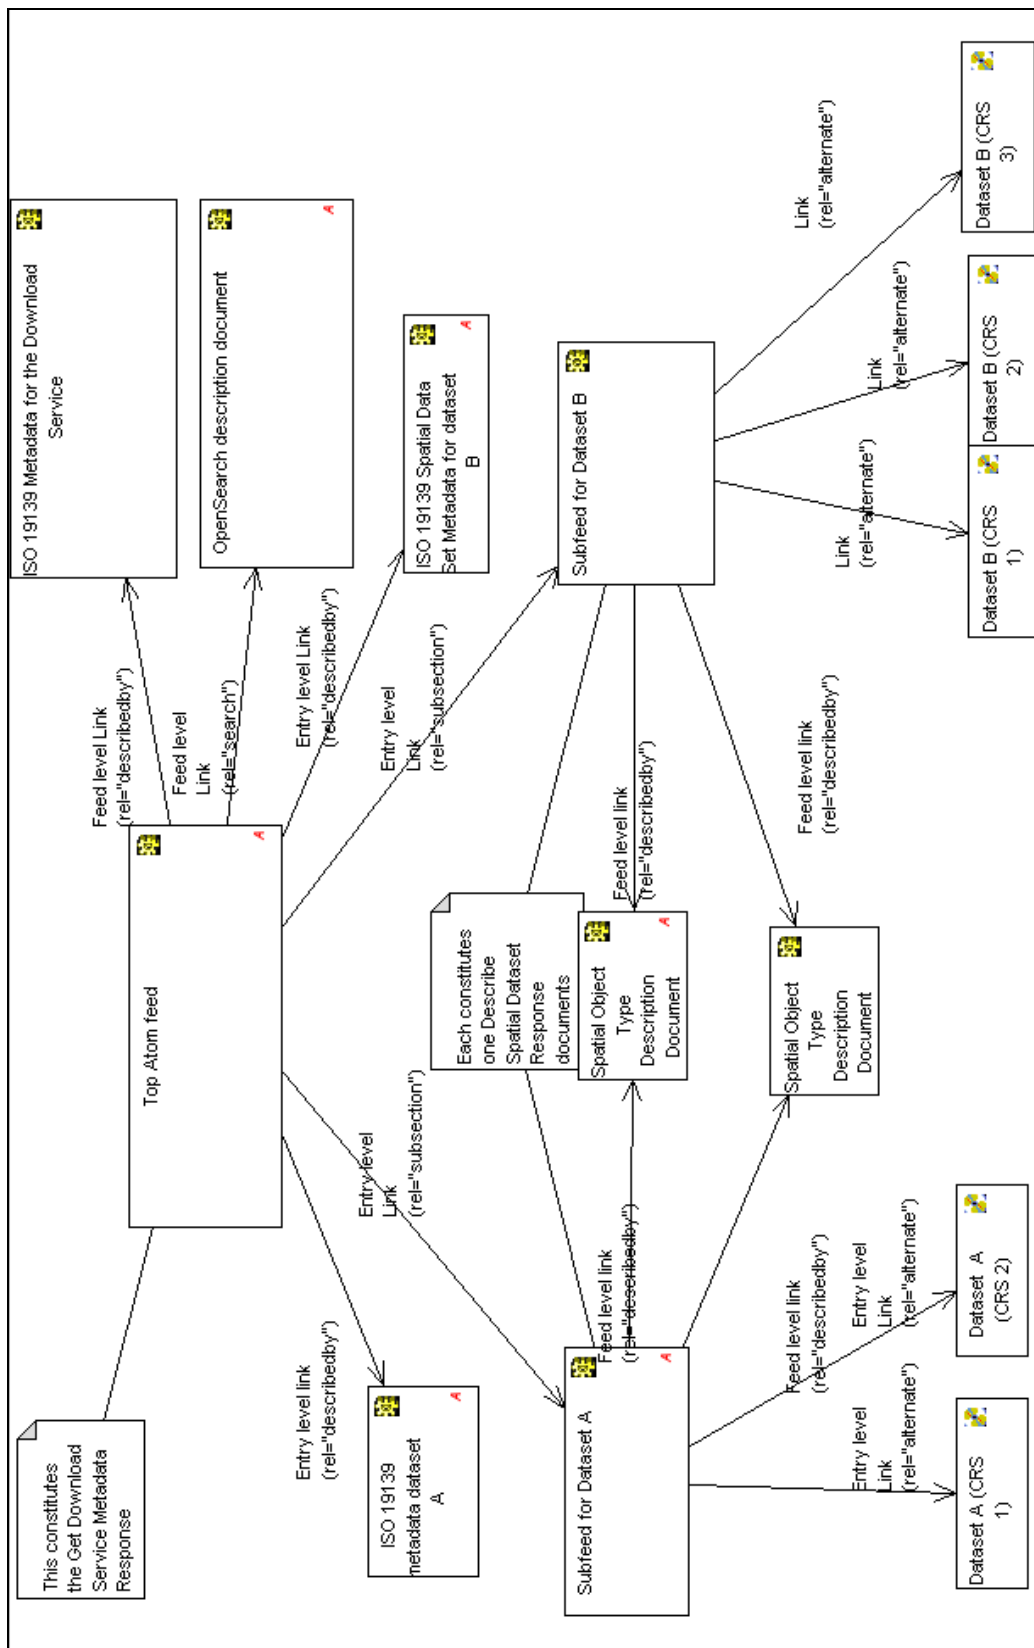 This constitutes
the Get Download
Service Metadata
Response
Top Atom feed
ISO 19139 Metadata for the Download
Service
OpenSearch description document
Feed level Link
(rel="describedby")
Feed level
Link
(rel="search")
Entry level Link
(rel="describedby")
Entry level
Link
(rel="subsection")
ISO 19139 Spatial Data
Set Metadata for dataset
B
Entry level link
(rel="describedby")
Entry level
Link
(rel="subsection")
ISO 19139
metadata dataset
A
Each constitutes
one Describe
Spatial Dataset
Response
documents
Subfeed for Dataset A
Subfeed for Dataset B
Feed level link
(rel="describedby")
Spatial Object
Type
Description
Document
Feed level link
(rel="describedby")
Feed level link
(rel="describedby")
Spatial Object
Type
Description
Document
Feed level link
(rel="describedby")
Entry level
Link
(rel="alternate")
Entry level
Link
(rel="alternate")
Link
(rel="alternate")
Link
(rel="alternate")
Link
(rel="alternate")
Dataset A (CRS
1)
Dataset A
(CRS 2)
Dataset B (CRS
1)
Dataset B (CRS
2)
Dataset B (CRS
3)
A
A
A
A
A
A